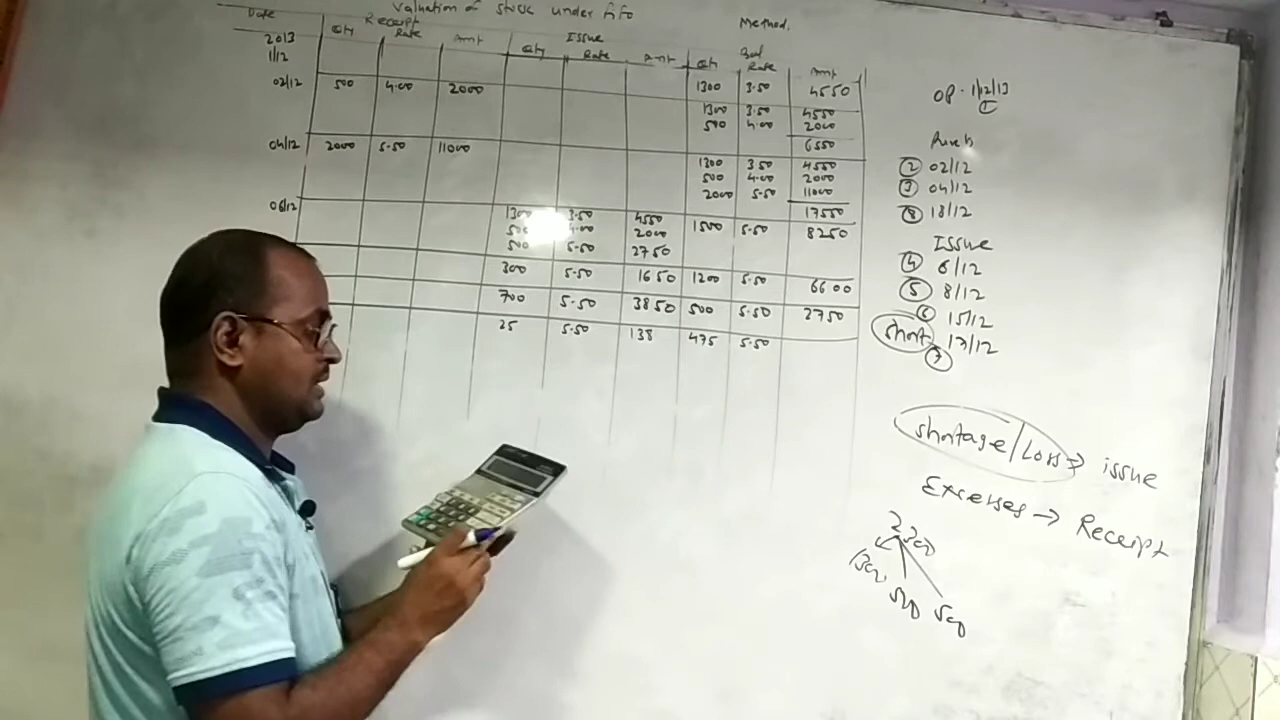 Valuation of stock under fifo Method.
Date Receipt Issue Bal
Qty Rate Amt Qty Rate Amt Qty Rate Amt
2013
1/12 1300 3.50 4550
02/12 500 4.00 2000 1300 3.50 4550
500 4.00 2000
6550
04/12 2000 5.50 11000 1300 3.50 4550
500 4.00 2000
2000 5.50 11000
17550
06/12 1300 3.50 4550 1500 5.50 8250
500 4.00 2000
500 5.50 2750
300 5.50 1650 1200 5.50 6600
700 5.50 3850 500 5.50 2750
25 5.50 138 475 5.50
OP. 1/12/13
1
2 02/12
3 04/12
8 18/12
Issue
4 6/12
5 8/12
6 15/12
short 17/12
7
shortage/Loss → issue
Excesses → Receipt
2300
500